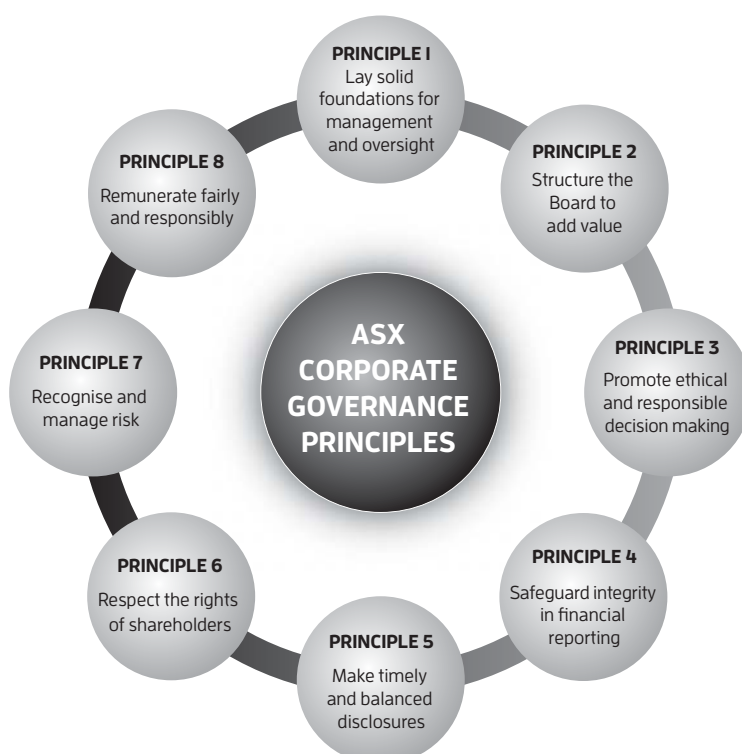 PRINCIPLE 1
Lay solid
foundations for
management
and oversight
PRINCIPLE 2
Structure the
Board to
add value
PRINCIPLE 3
Promote ethical
and responsible
decision making
PRINCIPLE 4
Safeguard integrity
in financial
reporting
PRINCIPLE 5
Make timely
and balanced
disclosures
PRINCIPLE 6
Respect the rights
of shareholders
PRINCIPLE 7
Recognise and
manage risk
PRINCIPLE 8
Remunerate fairly
and responsibly
ASX
CORPORATE
GOVERNANCE
PRINCIPLES